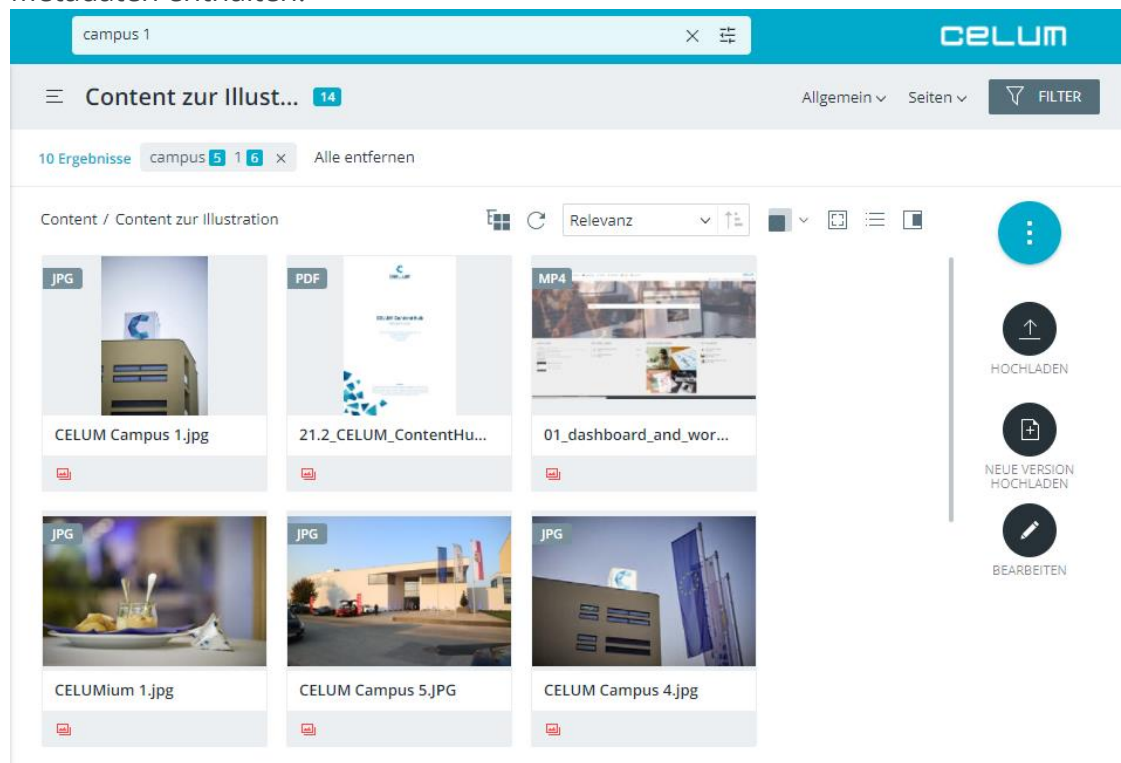 campus 1
CELUM
Content zur Illust... 14
Allgemein Seiten FILTER
10 Ergebnisse campus 5 1 6 × Alle entfernen
Content / Content zur Illustration
Relevanz
JPG
PDF
CELUM ContentHub
MP4
CELUM Campus 1.jpg
21.2_CELUM_ContentHu...
01_dashboard_and_wor...
JPG
JPG
JPG
CELUMium 1.jpg
CELUM Campus 5.JPG
CELUM Campus 4.jpg
HOCHLADEN
NEUE VERSION
HOCHLADEN
BEARBEITEN